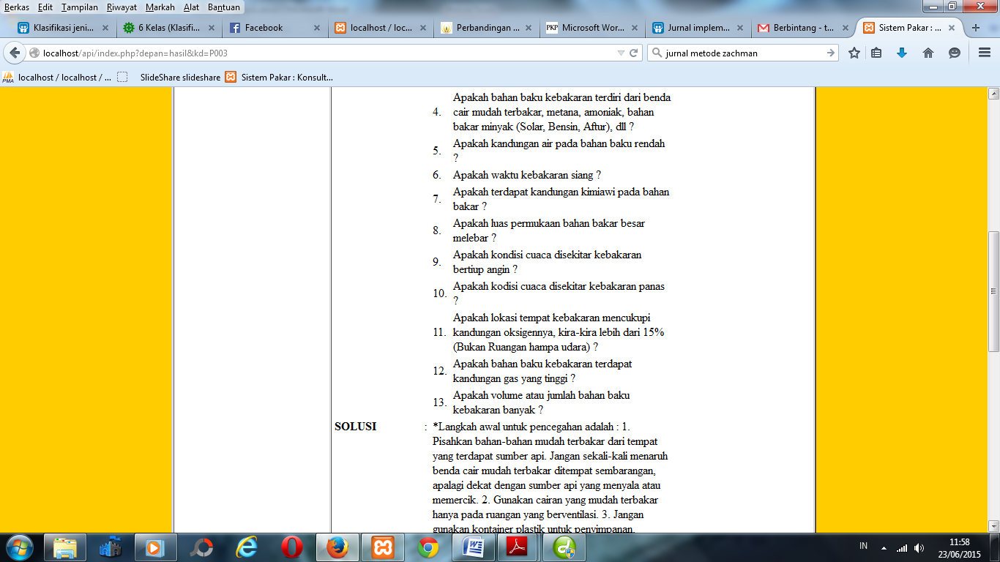 Berkas Edit Tampilan Riwayat Markah Alat Bantuan
Klasifikasi jeni... 6 Kelas (Klasifi... Facebook localhost / loc... Perbandingan ... PKP Microsoft Wor... Jurnal implem... Berbintang - t... Sistem Pakar : ...
localhost/api/index.php?depan=hasil&kd=P003 jurnal metode zachman
PMA localhost / localhost / ... SlideShare slideshare Sistem Pakar : Konsult...
Apakah bahan baku kebakaran terdiri dari benda
4. cair mudah terbakar, metana, amoniak, bahan
bakar minyak (Solar, Bensin, Aftur), dll ?
5. Apakah kandungan air pada bahan baku rendah
?
6. Apakah waktu kebakaran siang ?
7. Apakah terdapat kandungan kimiawi pada bahan
bakar ?
8. Apakah luas permukaan bahan bakar besar
melebar ?
9. Apakah kondisi cuaca disekitar kebakaran
bertiup angin ?
10. Apakah kodisi cuaca disekitar kebakaran panas
?
Apakah lokasi tempat kebakaran mencukupi
11. kandungan oksigennya, kira-kira lebih dari 15%
(Bukan Ruangan hampa udara) ?
12. Apakah bahan baku kebakaran terdapat
kandungan gas yang tinggi ?
13. Apakah volume atau jumlah bahan baku
kebakaran banyak ?
SOLUSI : *Langkah awal untuk pencegahan adalah : 1.
Pisahkan bahan-bahan mudah terbakar dari tempat
yang terdapat sumber api. Jangan sekali-kali menaruh
benda cair mudah terbakar ditempat sembarangan,
apalagi dekat dengan sumber api yang menyala atau
memercik. 2. Gunakan cairan yang mudah terbakar
hanya pada ruangan yang berventilasi. 3. Jangan
gunakan kontainer plastik untuk penyimpanan.
IN 11:58
23/06/2015